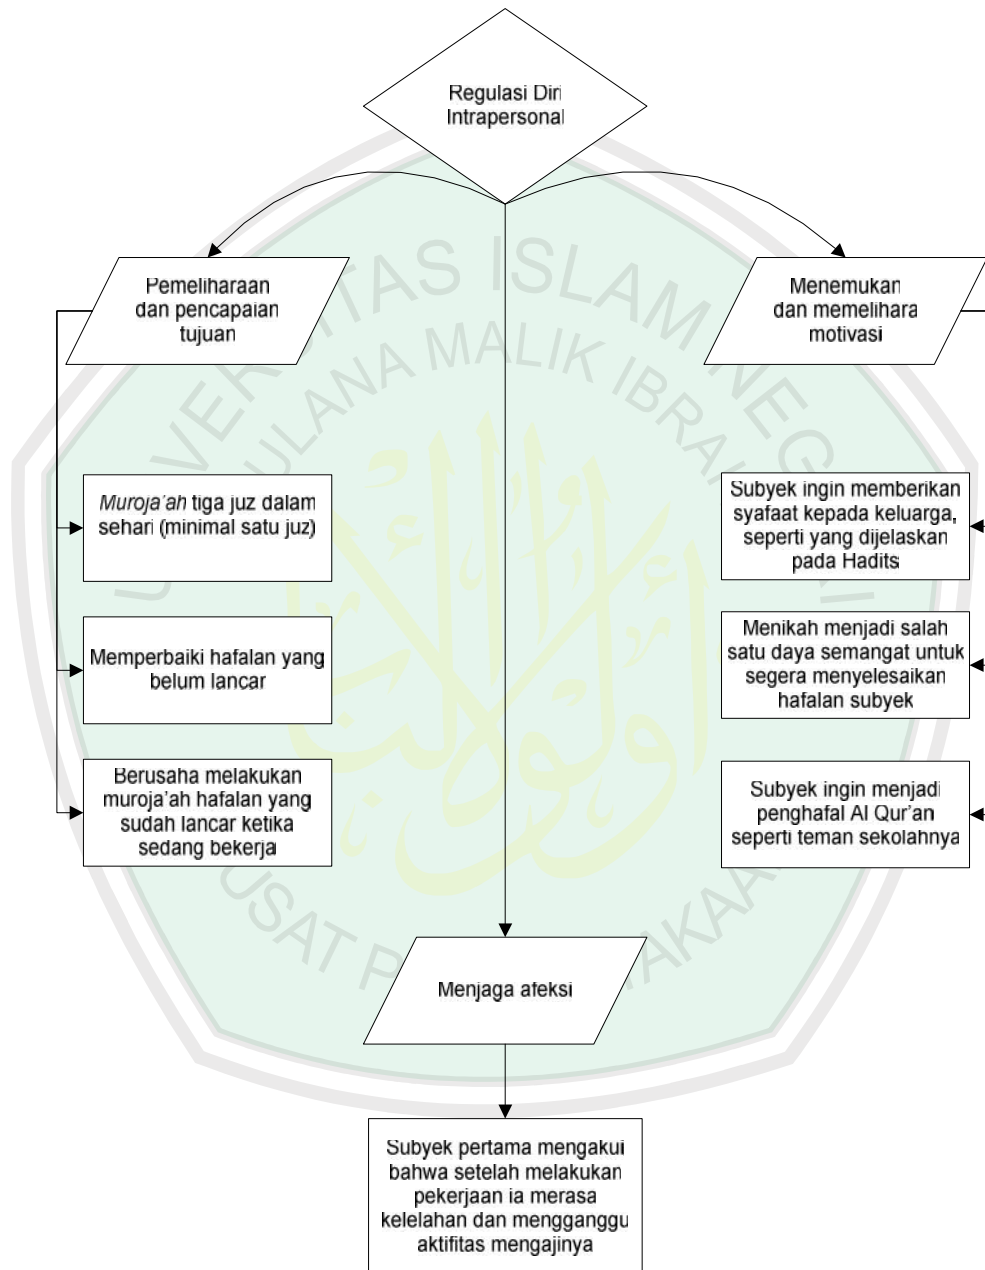 Regulasi Diri
Intrapersonal
Pemeliharaan
dan pencapaian
tujuan
Menemukan
dan memelihara
motivasi
Muroja’ah tiga juz dalam
sehari (minimal satu juz)
Memperbaiki hafalan yang
belum lancar
Berusaha melakukan
muroja’ah hafalan yang
sudah lancar ketika
sedang bekerja
Subyek ingin memberikan
syafaat kepada keluarga,
seperti yang dijelaskan
pada Hadits
Menikah menjadi salah
satu daya semangat untuk
segera menyelesaikan
hafalan subyek
Subyek ingin menjadi
penghafal Al Qur’an
seperti teman sekolahnya
Menjaga afeksi
Subyek pertama mengakui
bahwa setelah melakukan
pekerjaan ia merasa
kelelahan dan mengganggu
aktifitas mengajinya
ISLAM
MALIK